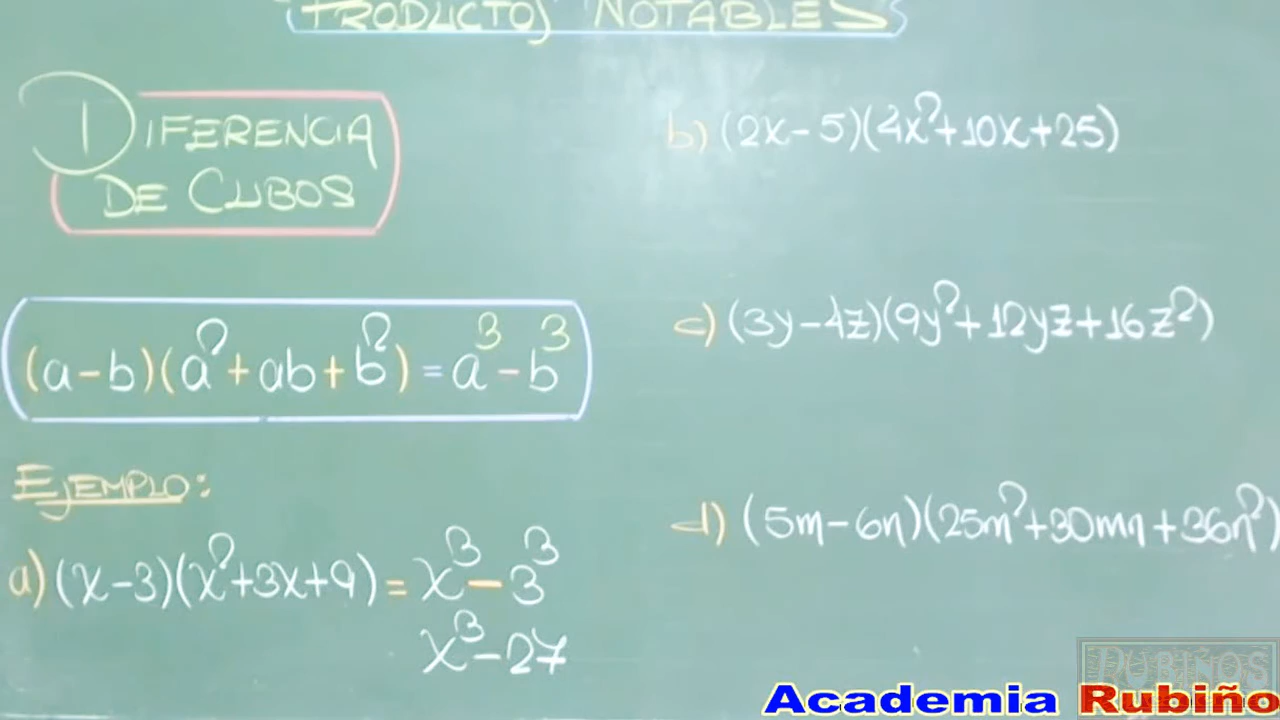 PRODUCTOS NOTABLES
DIFERENCIA
DE CUBOS
(a-b)(a²+ab+b²)=a³-b³
EJEMPLO:
a) (x-3)(x²+3x+9)=x³-3³
x³-27
b) (2x-5)(4x²+10x+25)
c) (3y-4z)(9y²+12yz+16z²)
d) (5m-6n)(25m²+30mn+36n²)
RUBIÑOS
Academia Rubiño